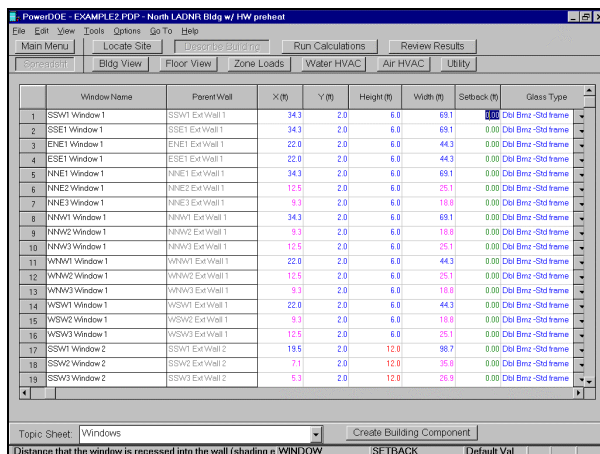 PowerDOE - EXAMPLE2.PDP - North LADNR Bldg w/ HW preheat
File Edit View Tools Options Go To Help
Main Menu Locate Site Describe Building Run Calculations Review Results
Spreadsht Bldg View Floor View Zone Loads Water HVAC Air HVAC Utility
Window Name Parent Wall X (ft) Y (ft) Height (ft) Width (ft) Setback (ft) Glass Type
1 SSW1 Window 1 SSW1 Ext Wall 1 34.3 2.0 6.0 69.1 0.00 Dbl Brnz -Std frame
2 SSE1 Window 1 SSE1 Ext Wall 1 34.3 2.0 6.0 69.1 0.00 Dbl Brnz -Std frame
3 ENE1 Window 1 ENE1 Ext Wall 1 22.0 2.0 6.0 44.3 0.00 Dbl Brnz -Std frame
4 ESE1 Window 1 ESE1 Ext Wall 1 22.0 2.0 6.0 44.3 0.00 Dbl Brnz -Std frame
5 NNE1 Window 1 NNE1 Ext Wall 1 34.3 2.0 6.0 69.1 0.00 Dbl Brnz -Std frame
6 NNE2 Window 1 NNE2 Ext Wall 1 12.5 2.0 6.0 25.1 0.00 Dbl Brnz -Std frame
7 NNE3 Window 1 NNE3 Ext Wall 1 9.3 2.0 6.0 18.8 0.00 Dbl Brnz -Std frame
8 NNW1 Window 1 NNW1 Ext Wall 1 34.3 2.0 6.0 69.1 0.00 Dbl Brnz -Std frame
9 NNW2 Window 1 NNW2 Ext Wall 1 9.3 2.0 6.0 18.8 0.00 Dbl Brnz -Std frame
10 NNW3 Window 1 NNW3 Ext Wall 1 12.5 2.0 6.0 25.1 0.00 Dbl Brnz -Std frame
11 WNW1 Window 1 WNW1 Ext Wall 1 22.0 2.0 6.0 44.3 0.00 Dbl Brnz -Std frame
12 WNW2 Window 1 WNW2 Ext Wall 1 12.5 2.0 6.0 25.1 0.00 Dbl Brnz -Std frame
13 WNW3 Window 1 WNW3 Ext Wall 1 9.3 2.0 6.0 18.8 0.00 Dbl Brnz -Std frame
14 WSW1 Window 1 WSW1 Ext Wall 1 22.0 2.0 6.0 44.3 0.00 Dbl Brnz -Std frame
15 WSW2 Window 1 WSW2 Ext Wall 1 9.3 2.0 6.0 18.8 0.00 Dbl Brnz -Std frame
16 WSW3 Window 1 WSW3 Ext Wall 1 12.5 2.0 6.0 25.1 0.00 Dbl Brnz -Std frame
17 SSW1 Window 2 SSW1 Ext Wall 2 19.5 2.0 12.0 98.7 0.00 Dbl Brnz -Std frame
18 SSW2 Window 2 SSW2 Ext Wall 2 7.1 2.0 12.0 35.8 0.00 Dbl Brnz -Std frame
19 SSW3 Window 2 SSW3 Ext Wall 2 5.3 2.0 12.0 26.9 0.00 Dbl Brnz -Std frame
Topic Sheet: Windows Create Building Component
Distance that the window is recessed into the wall (shading e WINDOW SETBACK Default Val